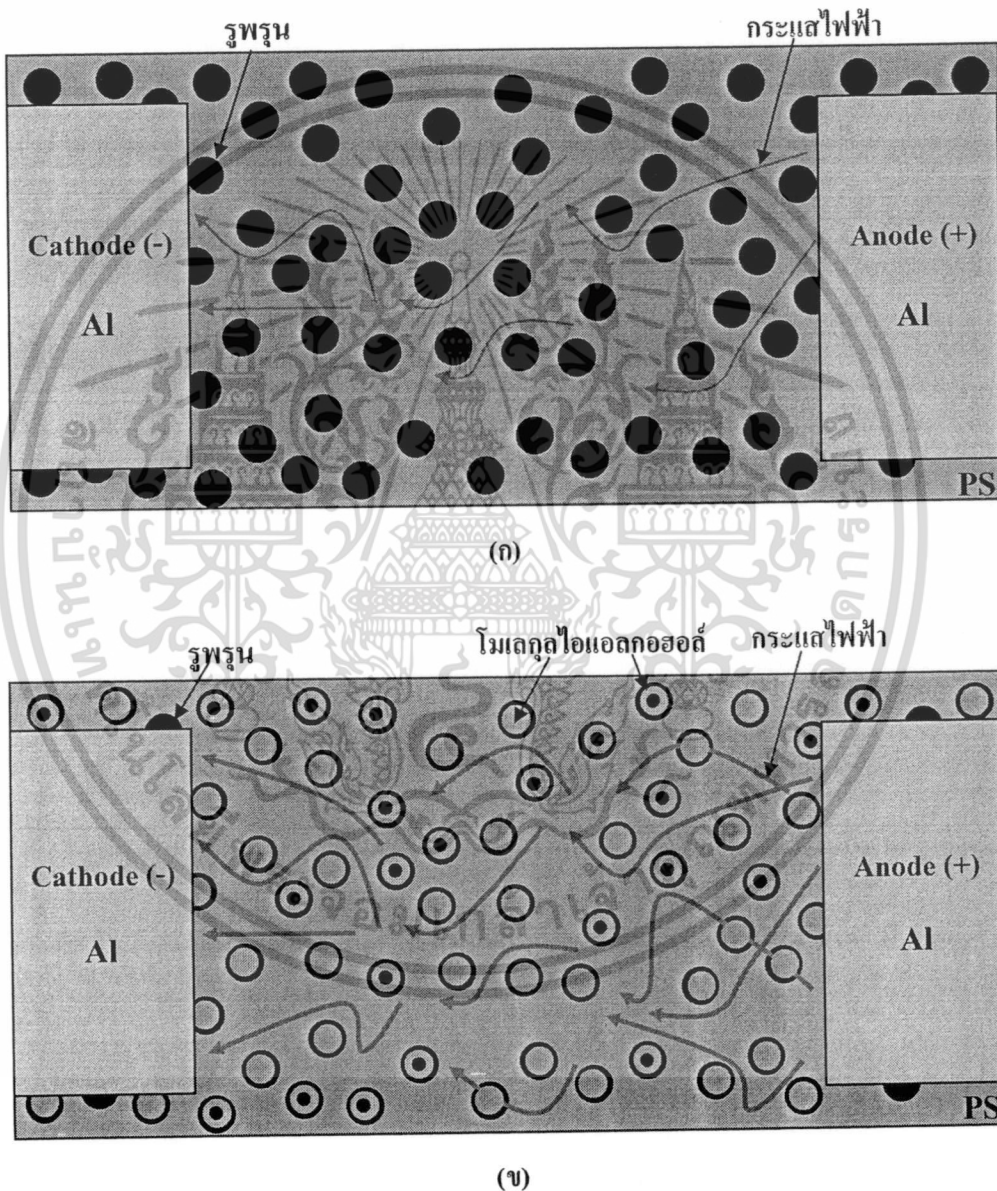 รูพรุน
กระแสไฟฟ้า
Cathode (-)
Al
Anode (+)
Al
PS
(ก)
รูพรุน
โมเลกุลไอแอลกอฮอล์
กระแสไฟฟ้า
Cathode (-)
Al
Anode (+)
Al
PS
(ข)